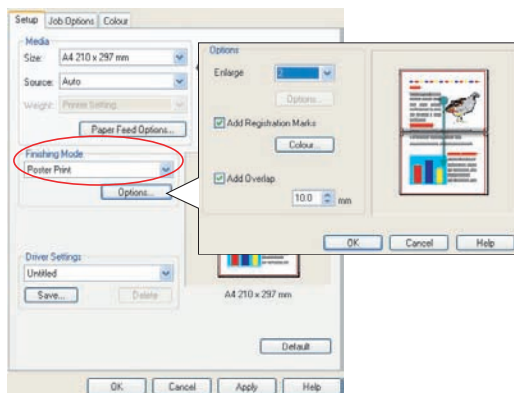 Setup Job Options Colour
Media
Size: A4 210 x 297 mm
Source: Auto
Weight: Printer Setting
Paper Feed Options...
Finishing Mode
Poster Print
Options...
Driver Settings
Untitled
Save... Delete
A4 210 x 297 mm
Default
OK Cancel Apply Help
Options
Enlarge 2
Options...
Add Registration Marks
Colour...
Add Overlap
10.0 mm
OK Cancel Help